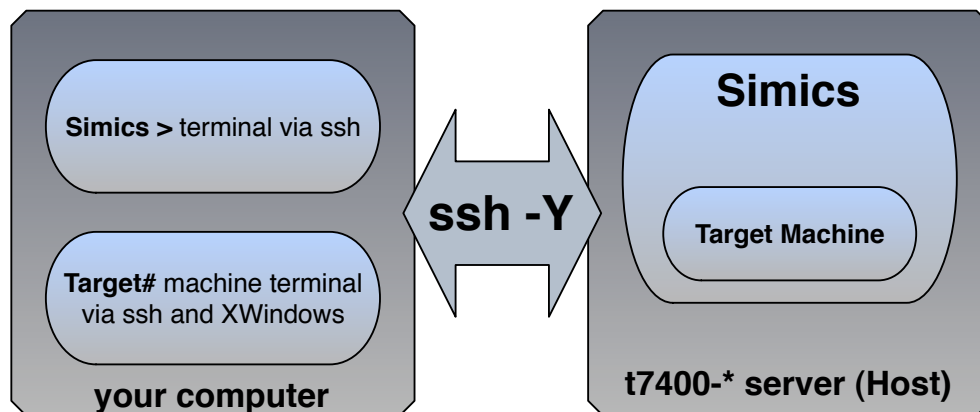 Simics > terminal via ssh
Target# machine terminal
via ssh and XWindows
your computer
ssh -Y
Simics
Target Machine
t7400-* server (Host)